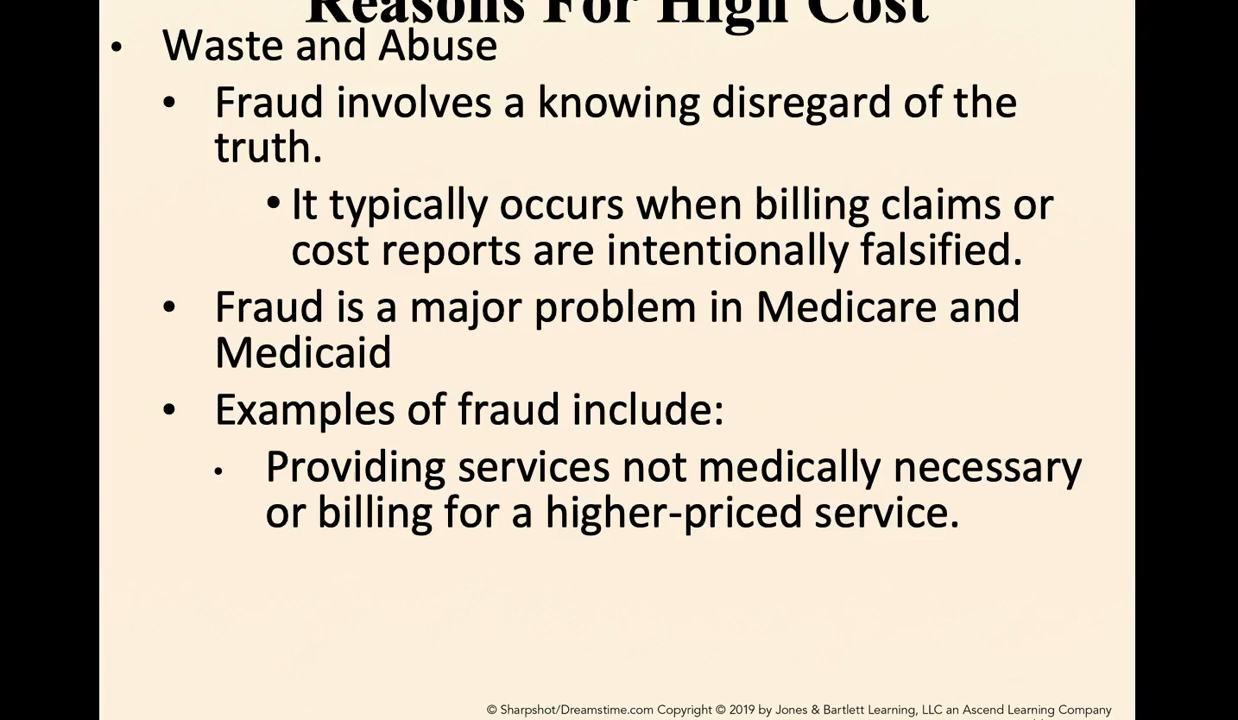 Reasons For High Cost
• Waste and Abuse
• Fraud involves a knowing disregard of the
truth.
• It typically occurs when billing claims or
cost reports are intentionally falsified.
• Fraud is a major problem in Medicare and
Medicaid
• Examples of fraud include:
• Providing services not medically necessary
or billing for a higher-priced service.
© Sharpshot/Dreamstime.com Copyright © 2019 by Jones & Bartlett Learning, LLC an Ascend Learning Company